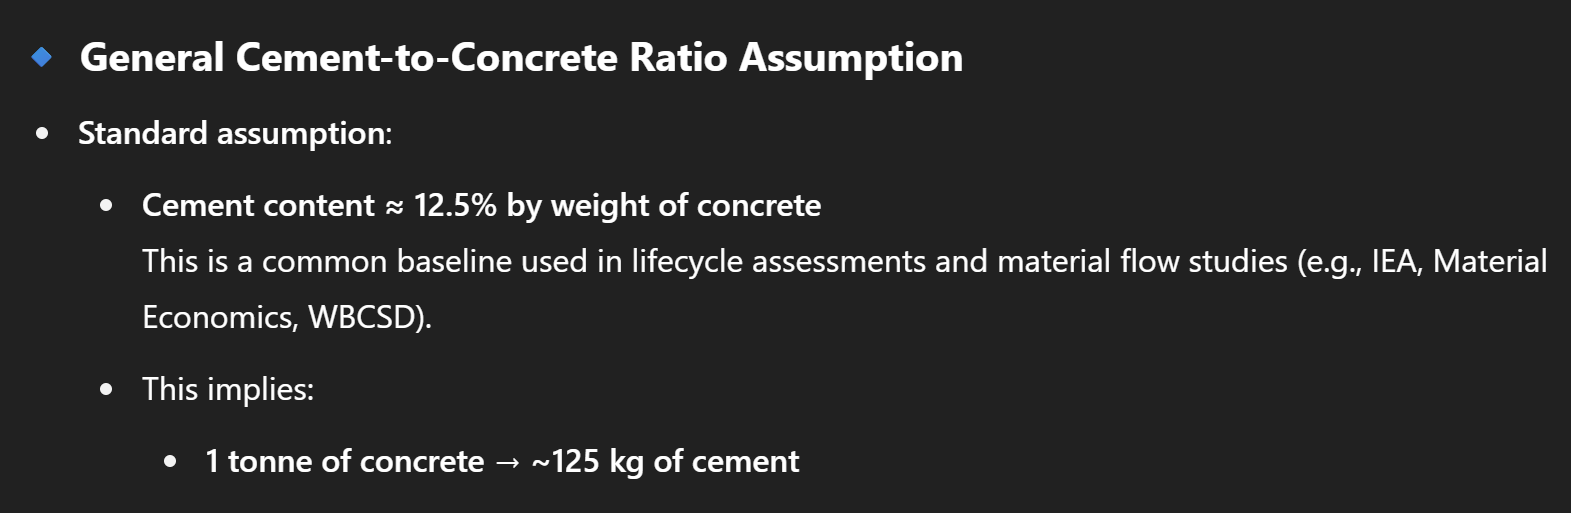 General Cement-to-Concrete Ratio Assumption
Standard assumption:
Cement content ≈ 12.5% by weight of concrete
This is a common baseline used in lifecycle assessments and material flow studies (e.g., IEA, Material
Economics, WBCSD).
This implies:
1 tonne of concrete → ~125 kg of cement